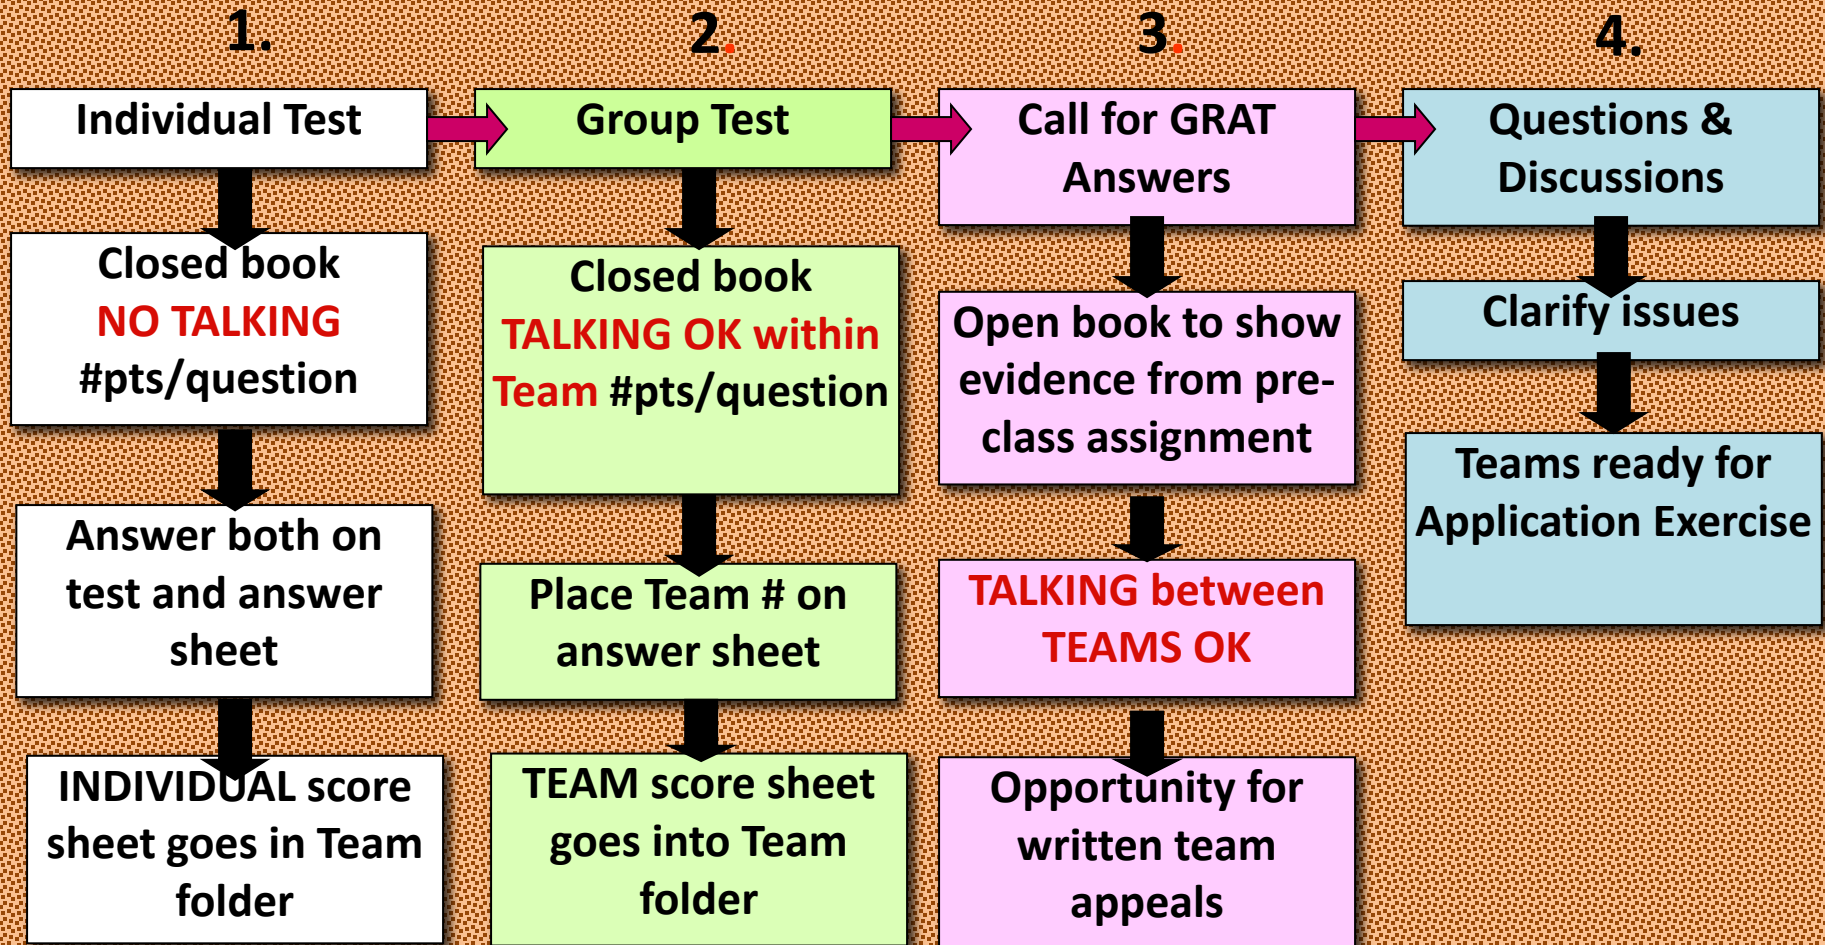 1.
Individual Test
Closed book
NO TALKING
#pts/question
Answer both on
test and answer
sheet
INDIVIDUAL score
sheet goes in Team
folder
2.
Group Test
Closed book
TALKING OK within
Team #pts/question
Place Team # on
answer sheet
TEAM score sheet
goes into Team
folder
3.
Call for GRAT
Answers
Open book to show
evidence from pre-
class assignment
TALKING between
TEAMS OK
Opportunity for
written team
appeals
4.
Questions &
Discussions
Clarify issues
Teams ready for
Application Exercise